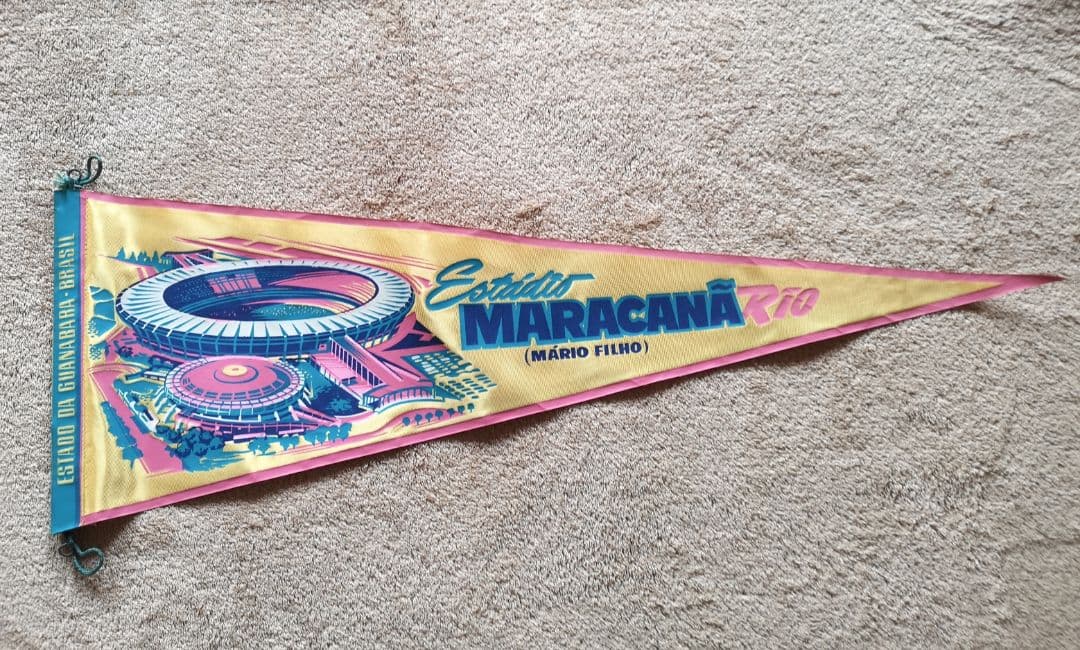 ESTADO DA GUANABARA-BRASIL
Estádio
MARACANÃ Rio
(MÁRIO FILHO)